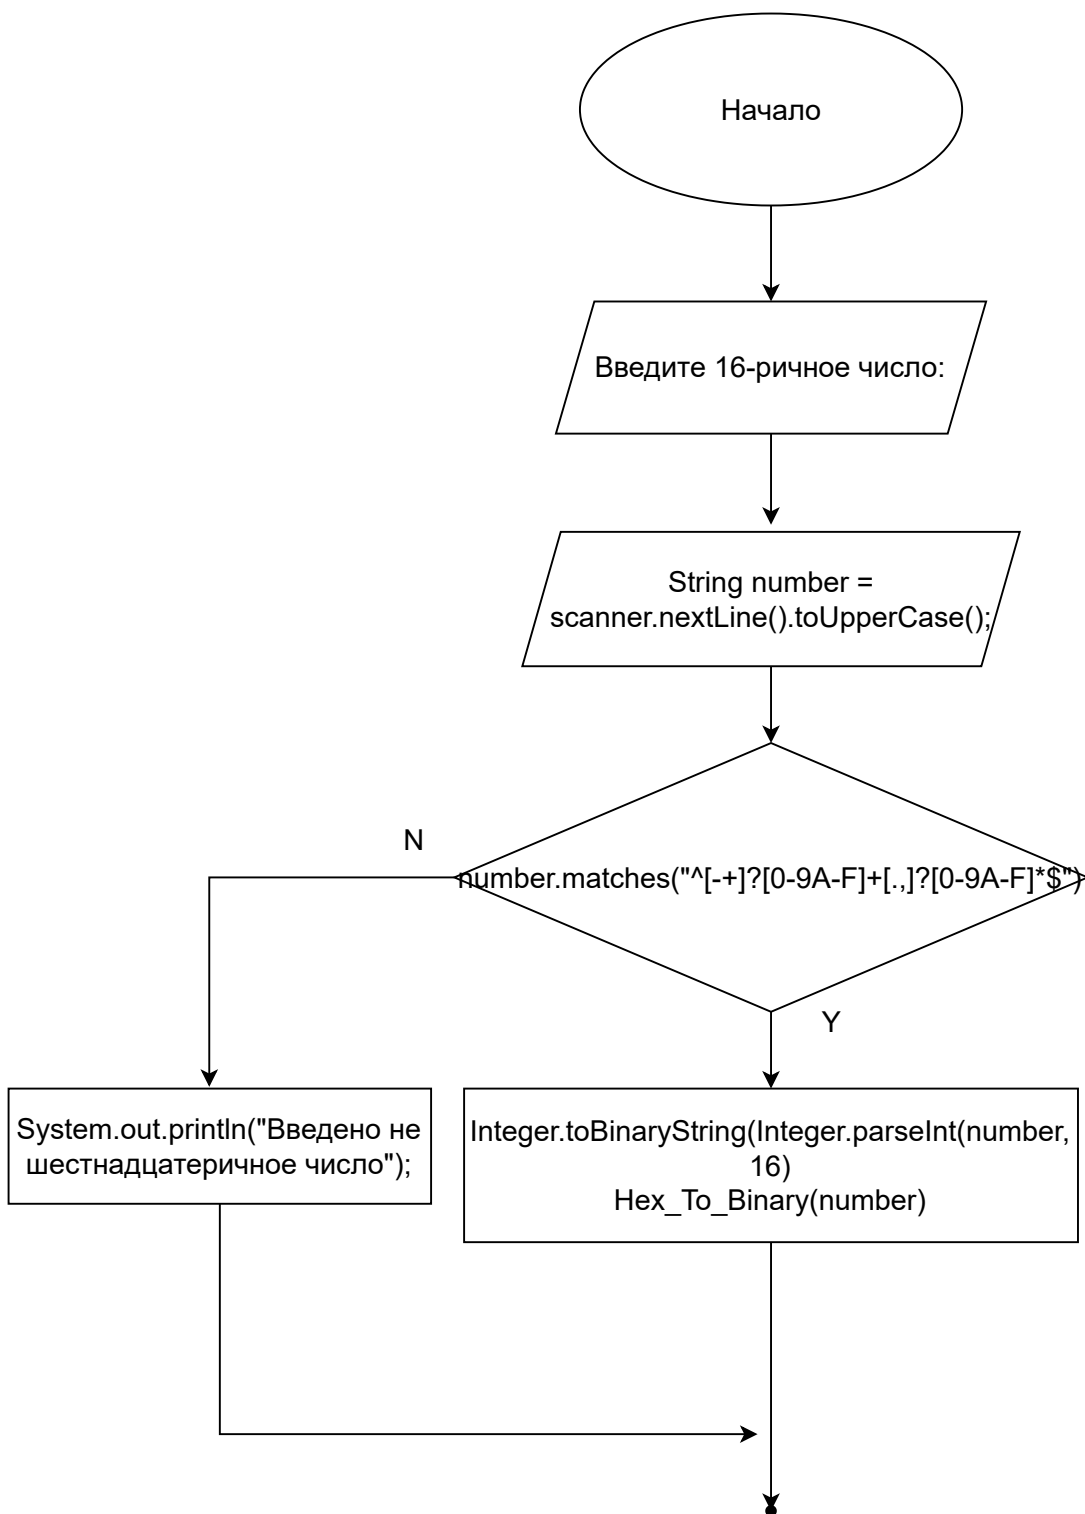 Начало
Введите 16-ричное число:
String number =
scanner.nextLine().toUpperCase();
N
number.matches("^[-+]?[0-9A-F]+[.,]?[0-9A-F]*$")
Y
System.out.println("Введено не
шестнадцатеричное число");
Integer.toBinaryString(Integer.parseInt(number,
16)
Hex_To_Binary(number)